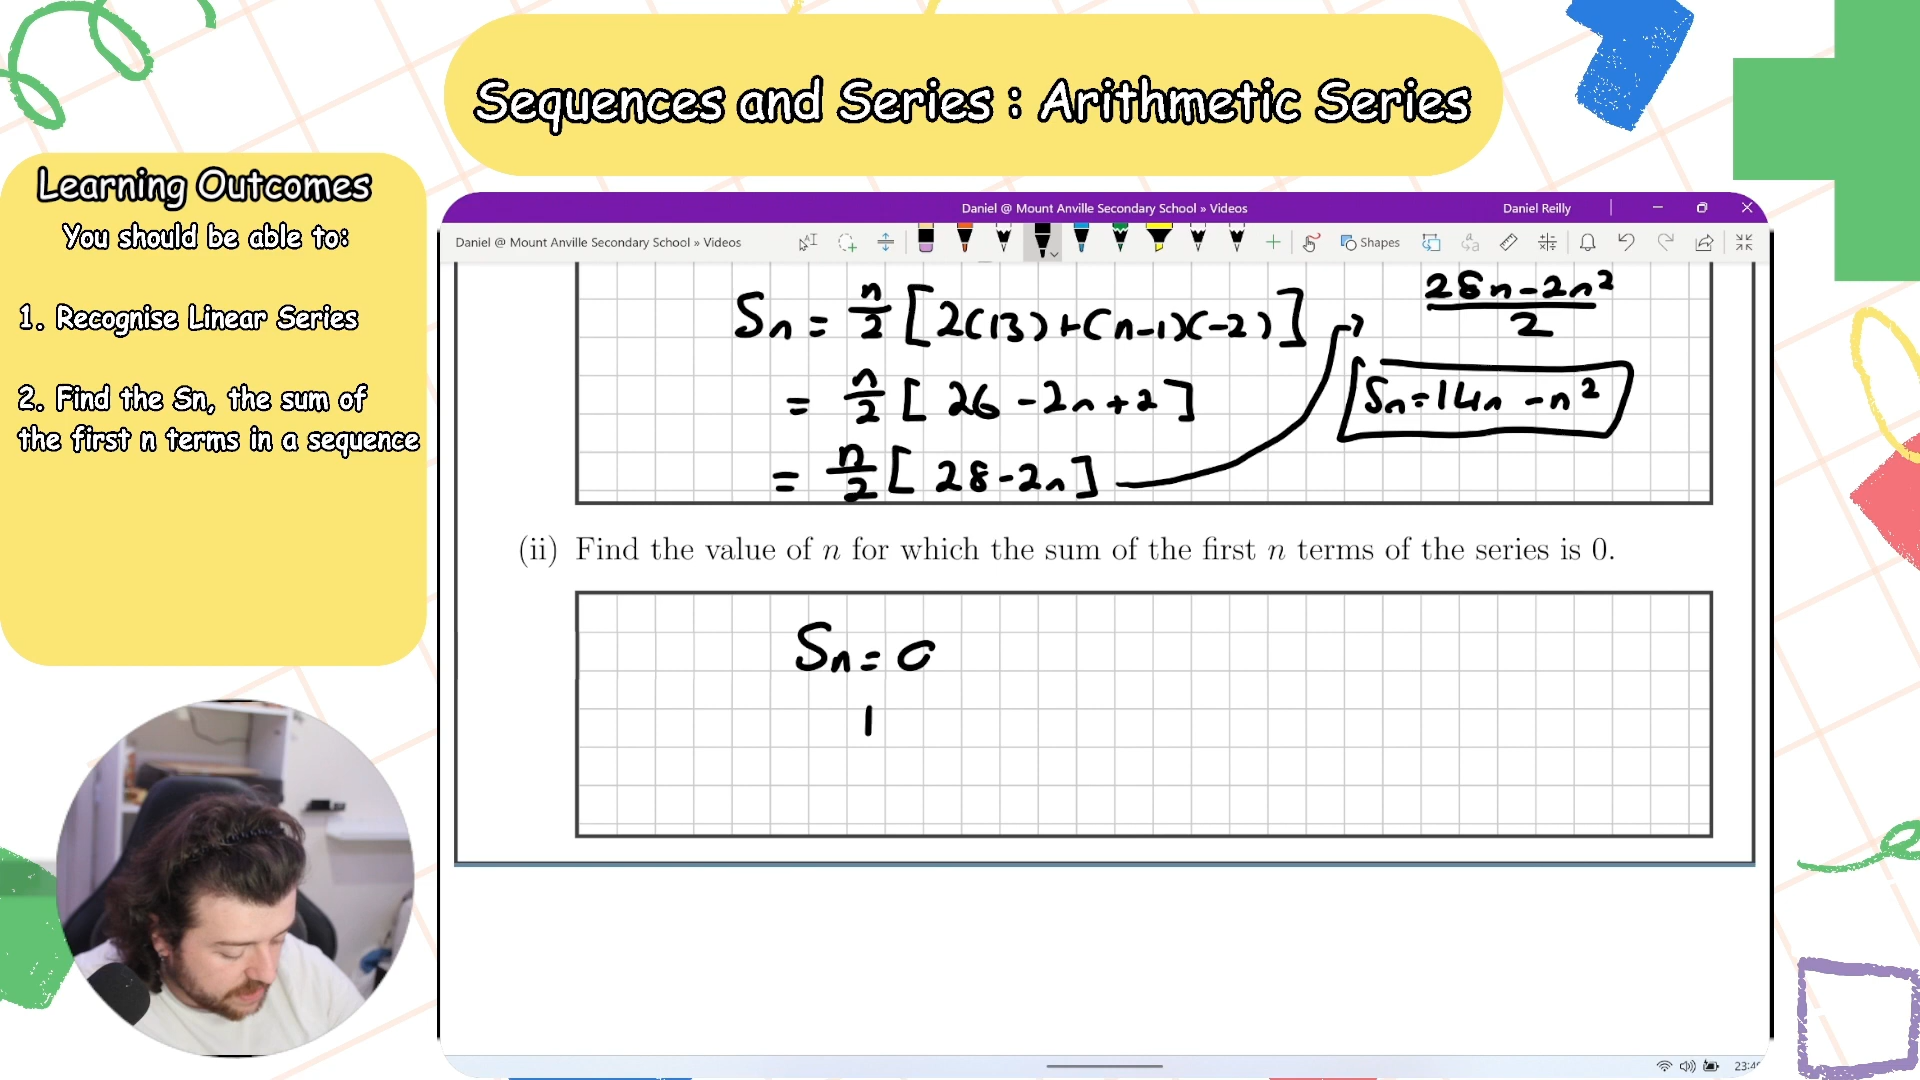 Sequences and Series : Arithmetic Series
Learning Outcomes
You should be able to:
1. Recognise Linear Series
2. Find the Sn, the sum of
the first n terms in a sequence
Daniel @ Mount Anville Secondary School » Videos
Daniel Reilly
Daniel @ Mount Anville Secondary School » Videos
Shapes
Sn = n/2 [2(13)+(n-1)(-2)]
= n/2 [26-2n+2]
= n/2 [28-2n]
28n-2n²/2
Sn=14n-n²
(ii) Find the value of n for which the sum of the first n terms of the series is 0.
Sn=0
1